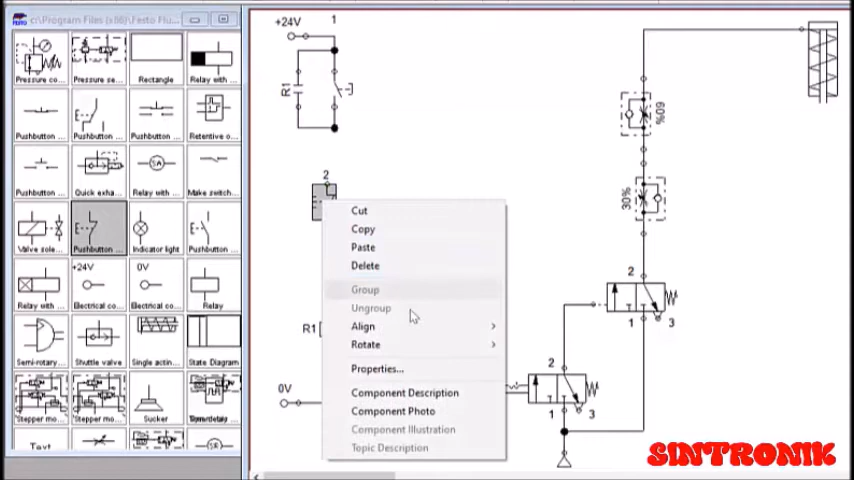 c:\Program Files (x86)\Festo Flu...
FESTO
Pressure co... Pressure se... Rectangle Relay with
Pushbutton ... Pushbutton ... Pushbutton ... Retentive o...
Pushbutton ... Quick exha... Relay with ... Make switch...
Valve sole... Pushbutton ... Indicator light Pushbutton ...
+24V 0V
Relay with ... Electrical co... Electrical co... Relay
Semi-rotary... Shuttle valve Single actin... State Diagram
Stepper mo... Stepper mo... Sucker
Text
+24V 1
R1
2
Cut
Copy
Paste
Delete
Group
Ungroup
Align
Rotate
Properties...
Component Description
Component Photo
Component Illustration
Topic Description
R1
0V
60%
30%
2
1 3
2
1 3
SINTRONIK